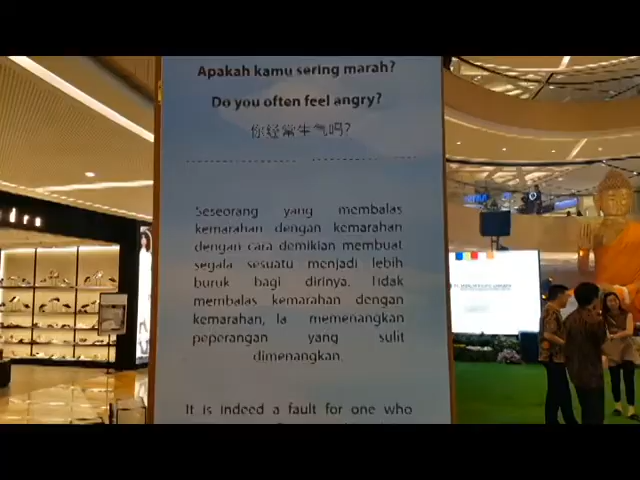 Apakah kamu sering marah?
Do you often feel angry?
你经常生气吗?
Seseorang yang membalas
kemarahan dengan kemarahan
dengan cara demikian membuat
segala sesuatu menjadi lebih
buruk bagi dirinya. Tidak
membalas kemarahan dengan
kemarahan, Ia memenangkan
peperangan yang sulit
dimenangkan.
It is indeed a fault for one who